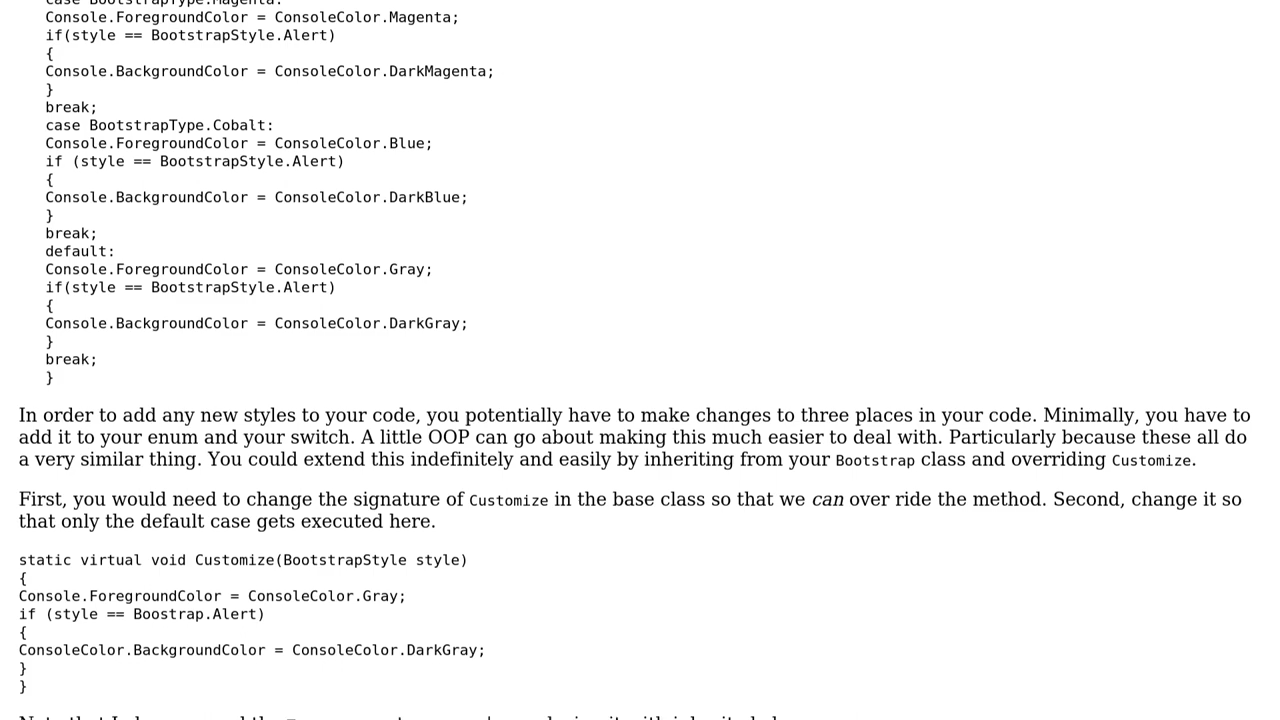 case BootstrapType.Magenta:
Console.ForegroundColor = ConsoleColor.Magenta;
if(style == BootstrapStyle.Alert)
{
Console.BackgroundColor = ConsoleColor.DarkMagenta;
}
break;
case BootstrapType.Cobalt:
Console.ForegroundColor = ConsoleColor.Blue;
if (style == BootstrapStyle.Alert)
{
Console.BackgroundColor = ConsoleColor.DarkBlue;
}
break;
default:
Console.ForegroundColor = ConsoleColor.Gray;
if(style == BootstrapStyle.Alert)
{
Console.BackgroundColor = ConsoleColor.DarkGray;
}
break;
}
In order to add any new styles to your code, you potentially have to make changes to three places in your code. Minimally, you have to
add it to your enum and your switch. A little OOP can go about making this much easier to deal with. Particularly because these all do
a very similar thing. You could extend this indefinitely and easily by inheriting from your Bootstrap class and overriding Customize.
First, you would need to change the signature of Customize in the base class so that we can over ride the method. Second, change it so
that only the default case gets executed here.
static virtual void Customize(BootstrapStyle style)
{
Console.ForegroundColor = ConsoleColor.Gray;
if (style == Boostrap.Alert)
{
ConsoleColor.BackgroundColor = ConsoleColor.DarkGray;
}
}